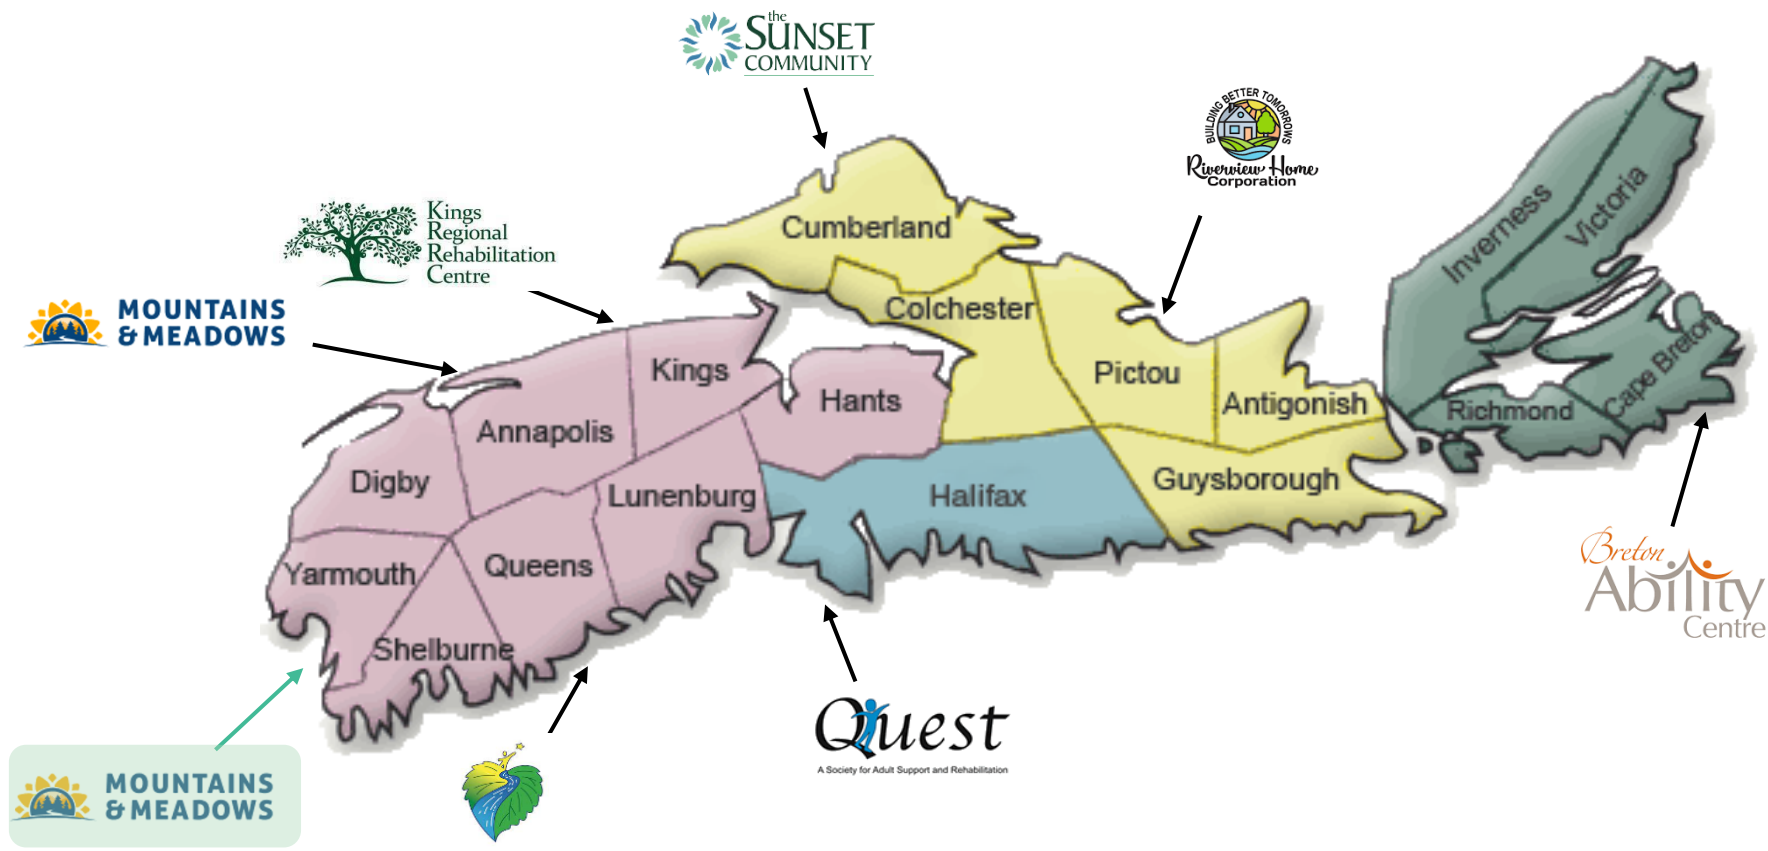 the
SUNSET
COMMUNITY
BUILDING BETTER TOMORROWS
Riverview Home
Corporation
Kings
Regional
Rehabilitation
Centre
MOUNTAINS
& MEADOWS
Cumberland
Colchester
Pictou
Antigonish
Guysborough
Inverness
Victoria
Cape Breton
Richmond
Kings
Hants
Annapolis
Digby
Lunenburg
Halifax
Yarmouth
Queens
Shelburne
Breton
Ability
Centre
Quest
A Society for Adult Support and Rehabilitation
MOUNTAINS
& MEADOWS